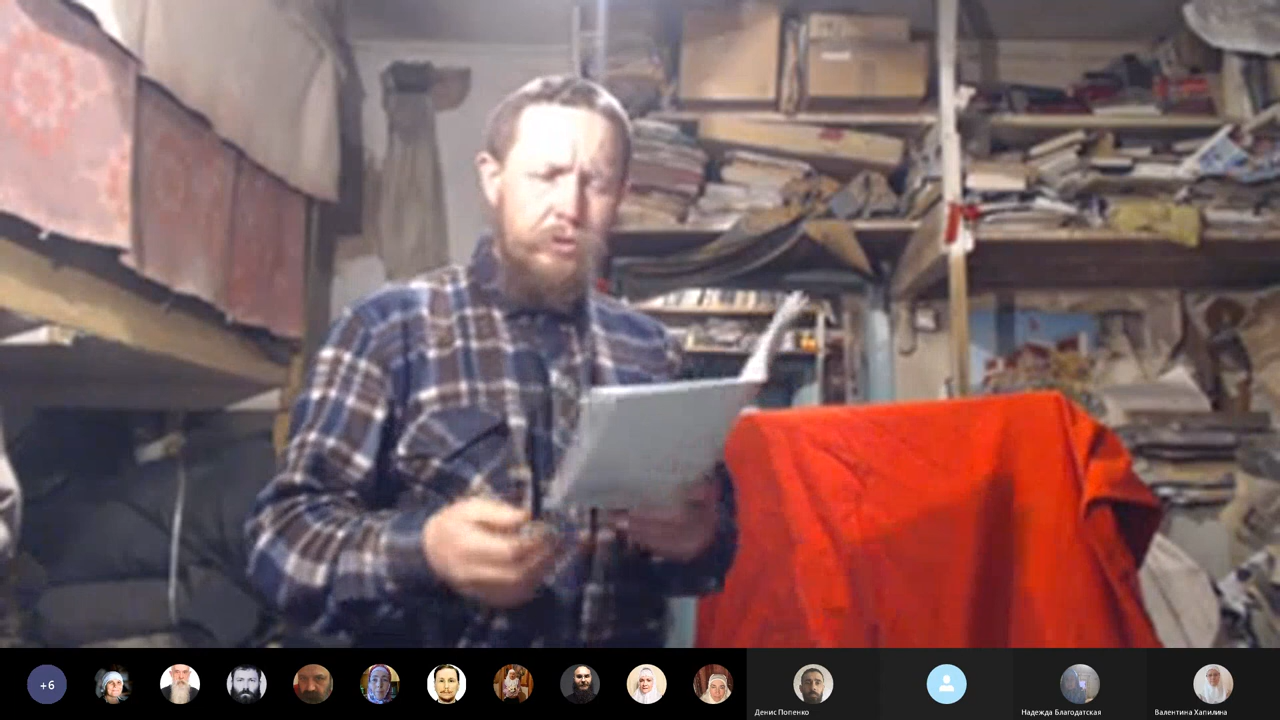 +6
Денис Попенко
Надежда Благодатская
Валентина Хапилина